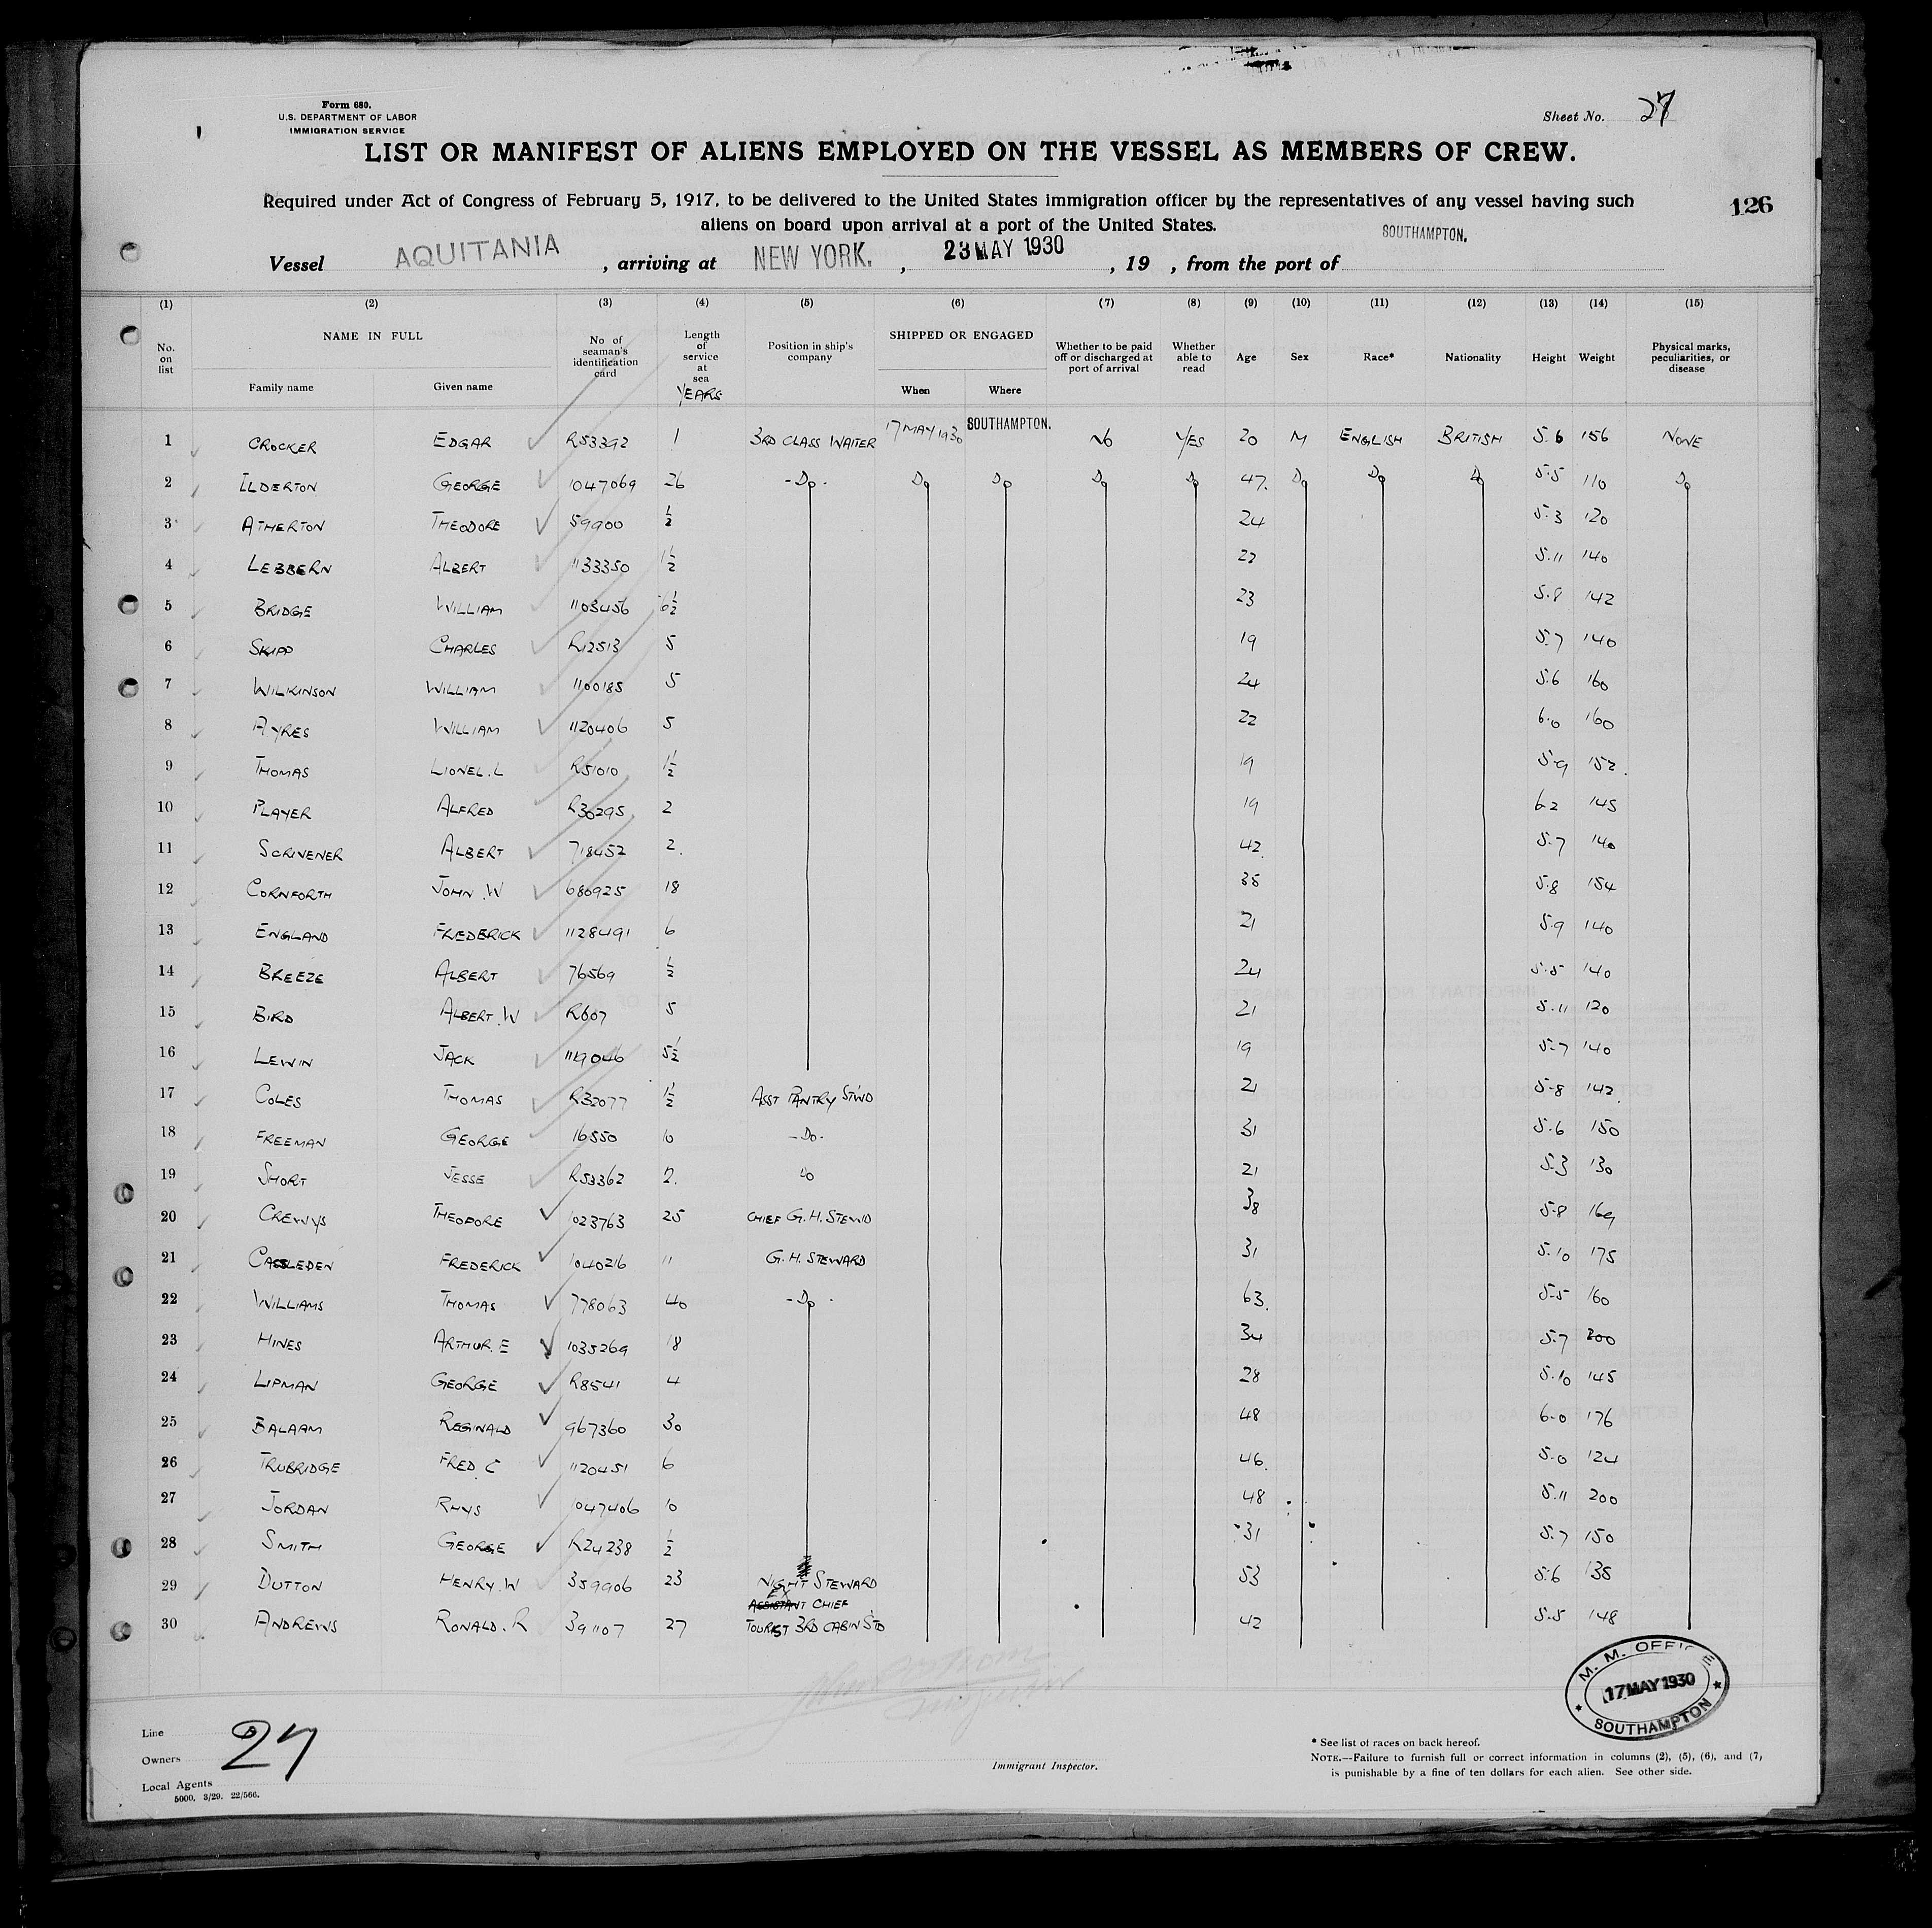 Form 680.
U.S. DEPARTMENT OF LABOR
IMMIGRATION SERVICE
Sheet No. 27
LIST OR MANIFEST OF ALIENS EMPLOYED ON THE VESSEL AS MEMBERS OF CREW.
Required under Act of Congress of February 5, 1917, to be delivered to the United States immigration officer by the representatives of any vessel having such
aliens on board upon arrival at a port of the United States.
126
Vessel AQUITANIA, arriving at NEW YORK., 23 MAY 1930, 19 , from the port of SOUTHAMPTON.
(1) (2) (3) (4) (5) (6) (7) (8) (9) (10) (11) (12) (13) (14) (15)
No. on list NAME IN FULL Family name Given name No of seaman's identification card Length of service at sea YEARS Position in ship's company SHIPPED OR ENGAGED When Where Whether to be paid off or discharged at port of arrival Whether able to read Age Sex Race* Nationality Height Weight Physical marks, peculiarities, or disease
1 CROCKER EDGAR R53392 1 3RD CLASS WAITER 17 MAY 1930 SOUTHAMPTON. NO YES 20 M ENGLISH BRITISH 5.6 156 NONE
2 ILDERTON GEORGE 1047069 26 -Do- Do Do Do Do 47. Do Do Do 5.5 110 Do
3 ATHERTON THEODORE 59900 ½ 24 5.3 120
4 LEBBERN ALBERT 1133350 1½ 5.11 140
5 BRIDGE WILLIAM 1103456 6½ 23 5.8 142
6 SKIPP CHARLES R12513 5 19 5.7 140
7 WILKINSON WILLIAM 1100185 5 24 5.6 160
8 AYRES WILLIAM 1120406 5 22 6.0 160
9 THOMAS LIONEL.L R51010 1½ 19 5-9 152.
10 PLAYER ALFRED R30295 2 19 6-2 145
11 SCRIVENER ALBERT 718452 2. 42. 5.7 140
12 CORNFORTH JOHN.W 680925 18 35 5.8 154
13 ENGLAND FREDERICK 1128491 6 21 5.9 140
14 BREEZE ALBERT 76569 ½ 24 5.5 140
15 BIRD ALBERT.W R607 5 21 5.11 120
16 LEWIN JACK 1119046 5½ 19 5-7 140
17 COLES THOMAS R32077 1½ ASST PANTRY STWD 21 5-8 142.
18 FREEMAN GEORGE 16550 10 -Do- 31 5.6 150
19 SHORT JESSE R53362 2. Do 21 5-3 130
20 CREWYS THEODORE 1023763 25 CHIEF G.H.STEWD 38 5-8 169
21 CASSLEDEN FREDERICK 1040216 11 G.H. STEWARD 31 5.10 175
22 WILLIAMS THOMAS 778063 40 -Do- 63. 5-5 160
23 HINES ARTHUR.E 1035269 18 34 5.7 200
24 LIPMAN GEORGE R8541 4 28 5.10 145
25 BALAAM REGINALD 967360 30 48 6-0 176
26 TRUBRIDGE FRED.C 1120451 6 46. 5.0 124
27 JORDAN RHYS 1047406 10 48 5.11 200
28 SMITH GEORGE R24238 ½ 31 5.7 150
29 DUTTON HENRY.W 359906 23 NIGHT STEWARD 53 5.6 135
ASSISTANT CHIEF
30 ANDREWS RONALD.R 391107 27 TOURIST 3RD CABIN STD 42 5.5 148
M. M. OFFICE
17 MAY 1930
SOUTHAMPTON
Line
Owners
27
Local Agents
5000. 3/29. 22/566.
Immigrant Inspector.
* See list of races on back hereof.
NOTE.—Failure to furnish full or correct information in columns (2), (5), (6), and (7)
is punishable by a fine of ten dollars for each alien. See other side.